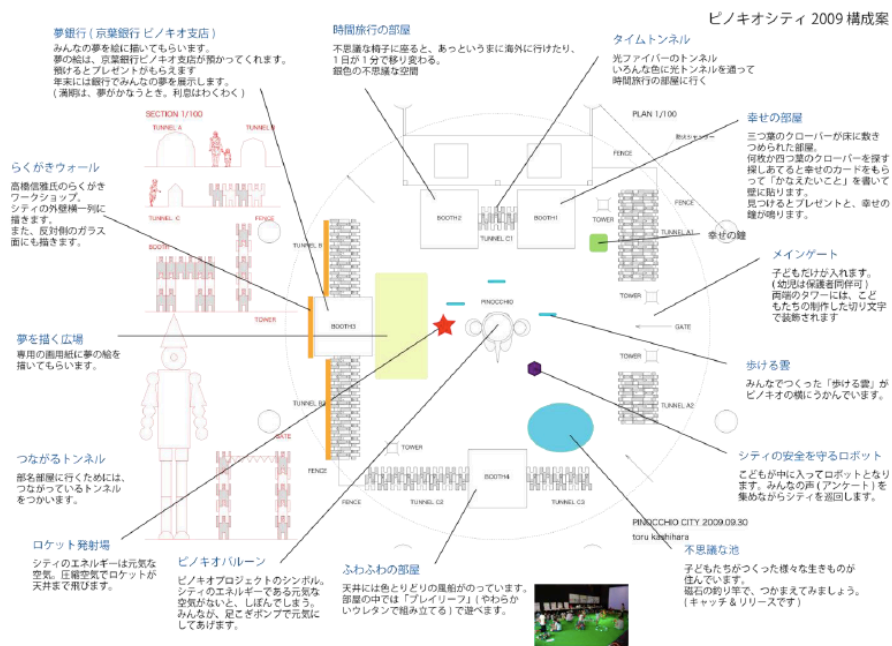 ピノキオシティ 2009 構成案
夢銀行 ( 京葉銀行 ピノキオ支店 )
みんなの夢を絵に描いてもらいます。
夢の絵は、京葉銀行ピノキオ支店が預かってくれます。
預けるとプレゼントがもらえます
年末には銀行でみんなの夢を展示します。
( 満期は、夢がかなうとき。利息はわくわく )
時間旅行の部屋
不思議な椅子に座ると、あっというまに海外に行けたり、
1日が1分で移り変わる。
銀色の不思議な空間
タイムトンネル
光ファイバーのトンネル
いろんな色に光トンネルを通って
時間旅行の部屋に行く
SECTION 1/100
TUNNEL A
TUNNEL B
PLAN 1/100
防火シャッター
FENCE
幸せの部屋
三つ葉のクローバーが床に敷き
つめられた部屋。
何枚か四つ葉のクローバーを探す
探しあてると幸せのカードをもら
って「かなえたいこと」を書いて
壁に貼ります。
見つけるとプレゼントと、幸せの
鐘が鳴ります。
らくがきウォール
高橋信雅氏のらくがき
ワークショップ。
シティの外壁横一列に
描きます。
また、反対側のガラス
面にも描きます。
TUNNEL C
FENCE
BOOTH
TOWER
GATE
TUNNEL B
BOOTH2
TUNNEL C1
BOOTH1
TOWER
FENCE
TUNNEL A1
幸せの鐘
メインゲート
子どもだけが入れます。
( 幼児は保護者同伴可 )
両端のタワーには、こど
もたちの制作した切り文字
で装飾されます
TOWER
PINOCCHIO
BOOTH3
GATE
TOWER
夢を描く広場
専用の画用紙に夢の絵を
描いてもらいます。
歩ける雲
みんなでつくった「歩ける雲」が
ピノキオの横にうかんでいます。
TUNNEL A2
つながるトンネル
部名部屋に行くためには、
つながっているトンネル
をつかいます。
TOWER
FENCE
BOOTH4
FENCE
TUNNEL C2
TUNNEL C3
シティの安全を守るロボット
こどもが中に入ってロボットとなり
ます。みんなの声 ( アンケート ) を
集めながらシティを巡回します。
PINOCCHIO CITY 2009.09.30
toru kashihara
ロケット発射場
シティのエネルギーは元気な
空気。圧縮空気でロケットが
天井まで飛びます。
ピノキオバルーン
ピノキオプロジェクトのシンボル。
シティのエネルギーである元気な
空気がないと、しぼんでしまう。
みんなが、足こぎポンプで元気に
してあげます。
ふわふわの部屋
天井には色とりどりの風船がのっています。
部屋の中では「プレイリーフ」( やわらか
いウレタンで組み立てる ) で遊べます。
不思議な池
子どもたちがつくった様々な生きものが
住んでいます。
磁石の釣り竿で、つかまえてみましょう。
( キャッチ & リリースです )